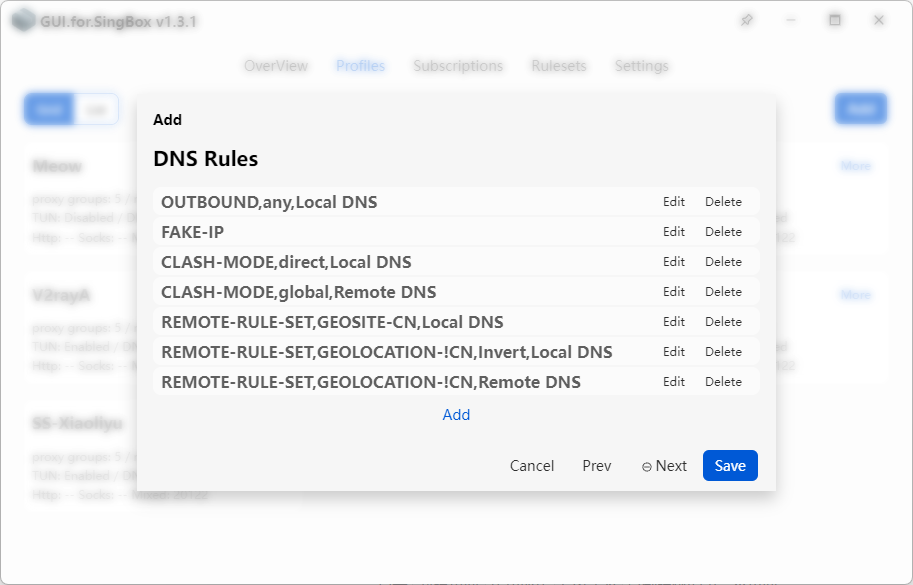 GUI.for.SingBox v1.3.1
OverView Profiles Subscriptions Rulesets Settings
Add
Add
DNS Rules
Meow
More
OUTBOUND,any,Local DNS Edit Delete
FAKE-IP Edit Delete
CLASH-MODE,direct,Local DNS Edit Delete
CLASH-MODE,global,Remote DNS Edit Delete
V2rayA
More
REMOTE-RULE-SET,GEOSITE-CN,Local DNS Edit Delete
REMOTE-RULE-SET,GEOLOCATION-!CN,Invert,Local DNS Edit Delete
REMOTE-RULE-SET,GEOLOCATION-!CN,Remote DNS Edit Delete
Add
Cancel Prev Next Save